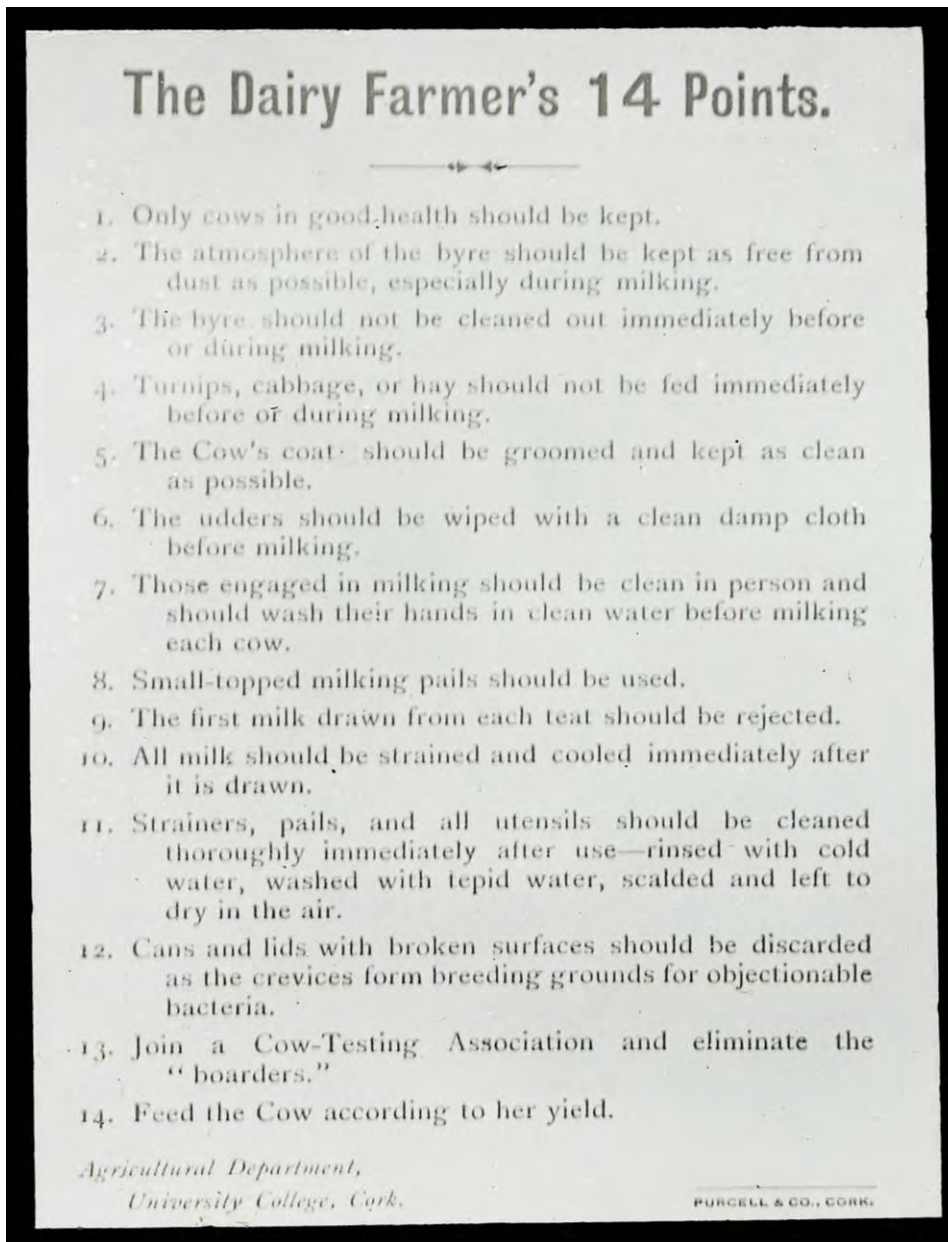 The Dairy Farmer's 14 Points.
1. Only cows in good health should be kept.
2. The atmosphere of the byre should be kept as free from
dust as possible, especially during milking.
3. The byre should not be cleaned out immediately before
or during milking.
4. Turnips, cabbage, or hay should not be fed immediately
before or during milking.
5. The Cow's coat should be groomed and kept as clean
as possible.
6. The udders should be wiped with a clean damp cloth
before milking.
7. Those engaged in milking should be clean in person and
should wash their hands in clean water before milking
each cow.
8. Small-topped milking pails should be used.
9. The first milk drawn from each teat should be rejected.
10. All milk should be strained and cooled immediately after
it is drawn.
11. Strainers, pails, and all utensils should be cleaned
thoroughly immediately after use—rinsed with cold
water, washed with tepid water, scalded and left to
dry in the air.
12. Cans and lids with broken surfaces should be discarded
as the crevices form breeding grounds for objectionable
bacteria.
13. Join a Cow-Testing Association and eliminate the
“ boarders.”
14. Feed the Cow according to her yield.
Agricultural Department,
University College, Cork.
PURCELL & CO., CORK.